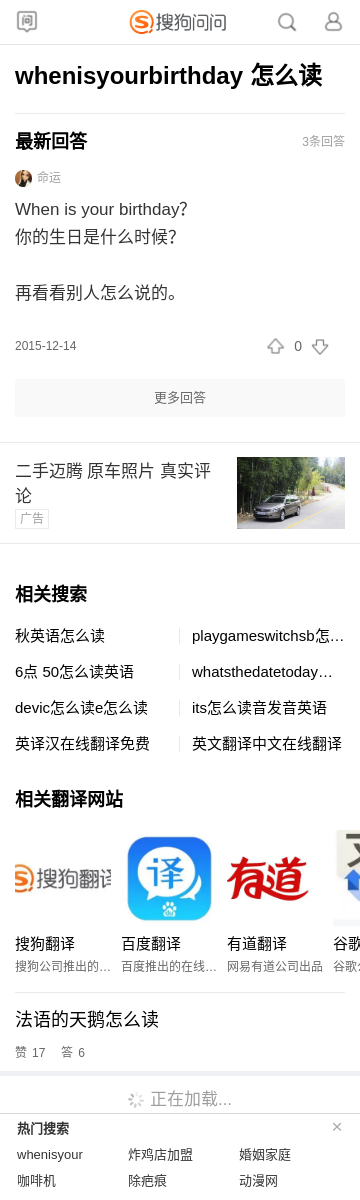 问
S搜狗问问
whenisyourbirthday 怎么读
最新回答 3条回答
命运
When is your birthday?
你的生日是什么时候?
再看看别人怎么说的。
2015-12-14 0
更多回答
二手迈腾 原车照片 真实评
论
广告
相关搜索
秋英语怎么读 playgameswitchsb怎…
6点 50怎么读英语 whatsthedatetoday…
devic怎么读e怎么读 its怎么读音发音英语
英译汉在线翻译免费 英文翻译中文在线翻译
相关翻译网站
S搜狗翻译 译 有道 文
搜狗翻译 百度翻译 有道翻译 谷歌
搜狗公司推出的… 百度推出的在线… 网易有道公司出品 谷歌
法语的天鹅怎么读
赞 17 答 6
正在加载...
热门搜索 ×
whenisyour 炸鸡店加盟 婚姻家庭
咖啡机 除疤痕 动漫网